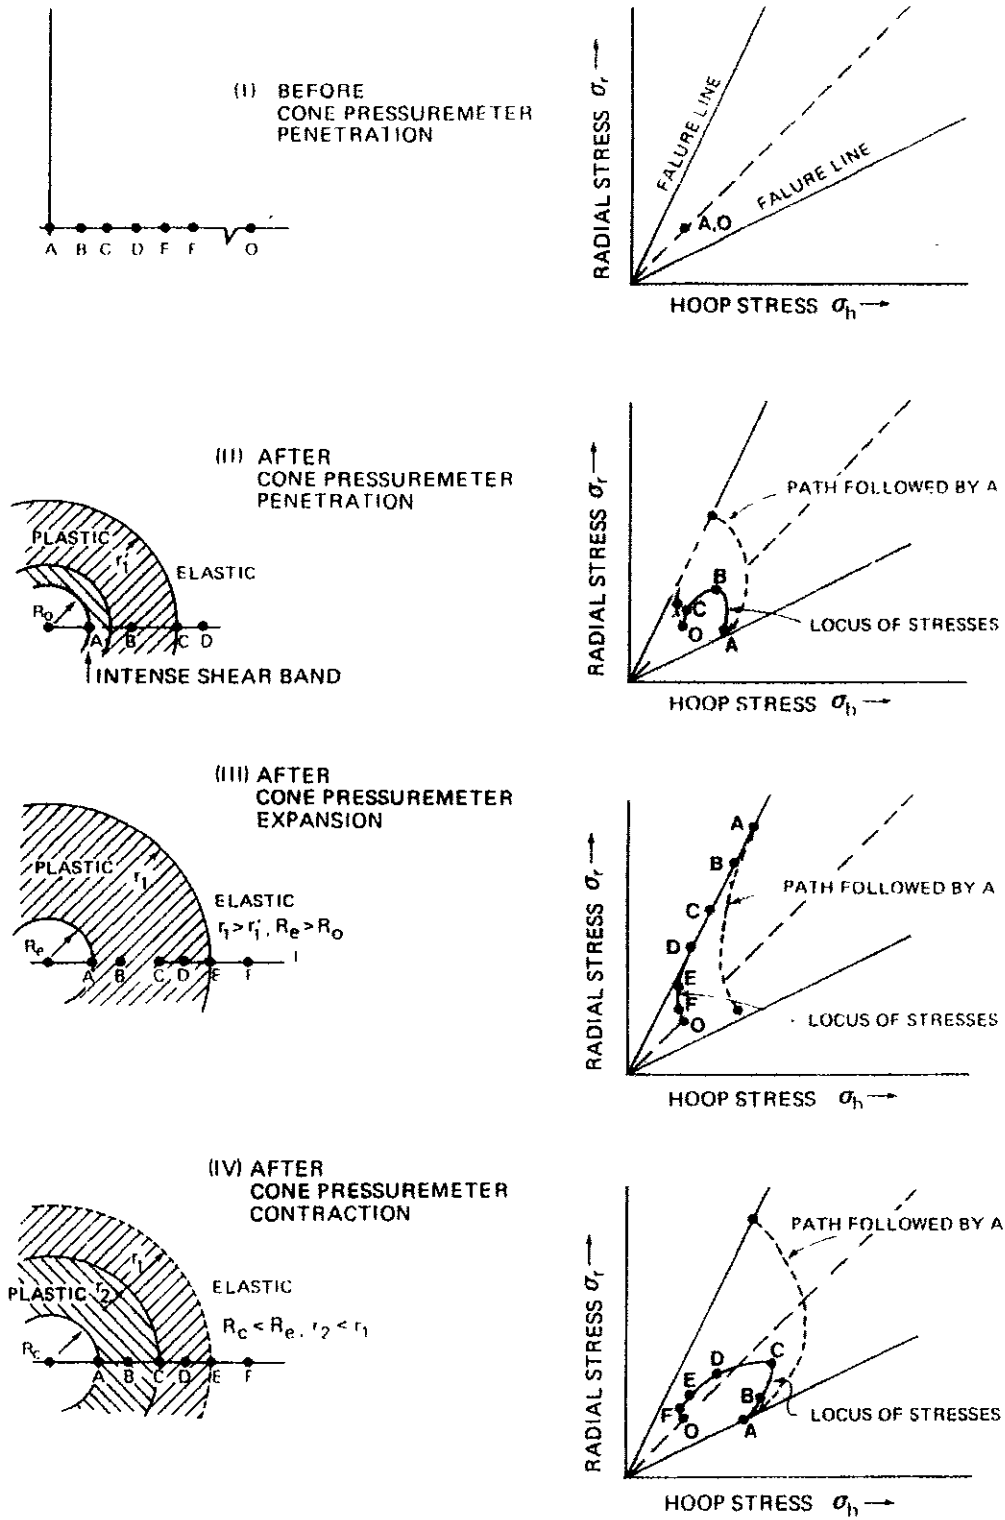 (I) BEFORE
CONE PRESSUREMETER
PENETRATION
A B C D E F O
RADIAL STRESS σr →
FALURE LINE
FALURE LINE
A,O
HOOP STRESS σh →
(II) AFTER
CONE PRESSUREMETER
PENETRATION
PLASTIC
r1'
ELASTIC
Ro
A B C D
INTENSE SHEAR BAND
RADIAL STRESS σr →
PATH FOLLOWED BY A
B
C
O
A
LOCUS OF STRESSES
HOOP STRESS σh →
(III) AFTER
CONE PRESSUREMETER
EXPANSION
PLASTIC
r1
ELASTIC
r1 > r1', Re > Ro
Re
A B C D E F
RADIAL STRESS σr →
A
B
PATH FOLLOWED BY A
C
D
E
F
O
LOCUS OF STRESSES
HOOP STRESS σh →
(IV) AFTER
CONE PRESSUREMETER
CONTRACTION
r1
ELASTIC
PLASTIC r2
Rc < Re, r2 < r1
Rc
A B C D E F
RADIAL STRESS σr →
PATH FOLLOWED BY A
C
D
E
B
F
O
A
LOCUS OF STRESSES
HOOP STRESS σh →